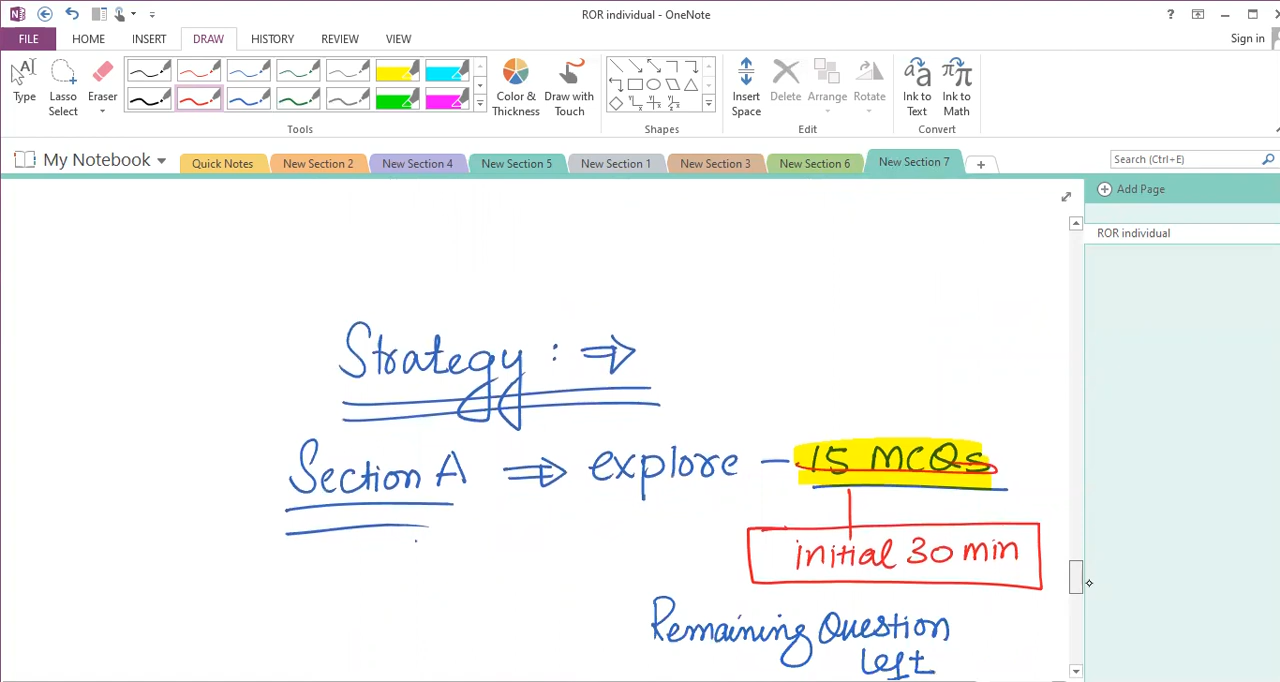 ROR individual - OneNote
?
Sign in
FILE HOME INSERT DRAW HISTORY REVIEW VIEW
Type
Lasso Select
Eraser
Color & Thickness
Draw with Touch
Insert Space
Delete
Arrange
Rotate
Ink to Text
Ink to Math
Tools
Shapes
Edit
Convert
My Notebook
Quick Notes New Section 2 New Section 4 New Section 5 New Section 1 New Section 3 New Section 6 New Section 7
Search (Ctrl+E)
Add Page
ROR individual
Strategy : ⇒
Section A ⇒ explore – 15 MCQs
initial 30 min
Remaining Question
left